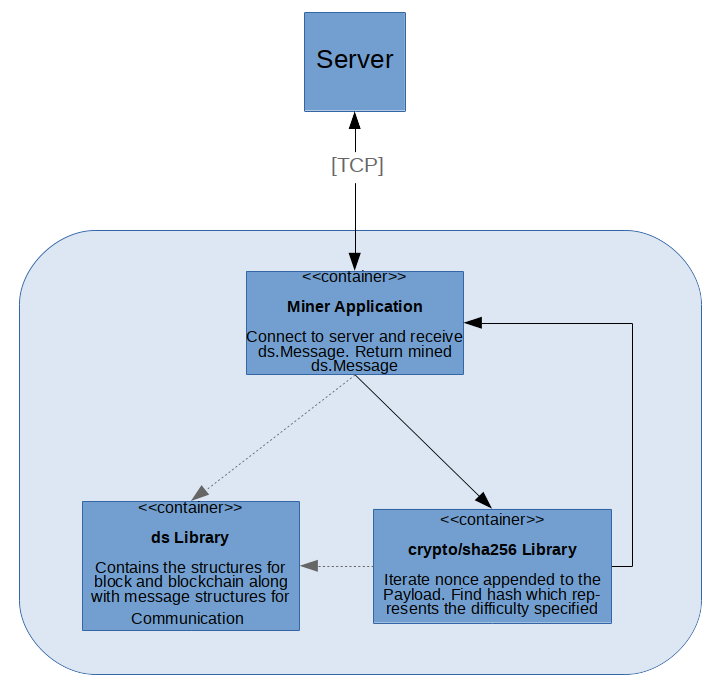 Server
[TCP]
<<container>>
Miner Application
Connect to server and receive
ds.Message. Return mined
ds.Message
<<container>>
ds Library
Contains the structures for
block and blockchain along
with message structures for
Communication
<<container>>
crypto/sha256 Library
Iterate nonce appended to the
Payload. Find hash which rep-
resents the difficulty specified